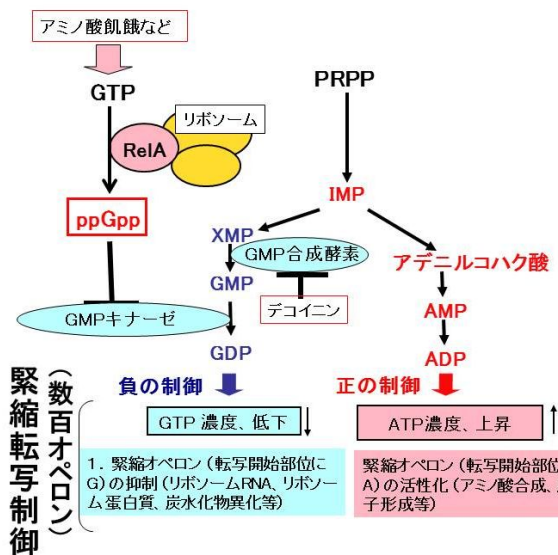 アミノ酸飢餓など
GTP
PRPP
リボソーム
RelA
IMP
ppGpp
XMP
GMP合成酵素
アデニルコハク酸
GMP
デコイニン
AMP
GMPキナーゼ
GDP
ADP
負の制御
正の制御
緊縮転写制御
（数百オペロン）
GTP 濃度、低下
ATP濃度、上昇
1．緊縮オペロン（転写開始部位に
G）の抑制（リボソームRNA、リボソー
ム蛋白質、炭水化物異化等）
緊縮オペロン（転写開始部位
A）の活性化（アミノ酸合成、
子形成等）